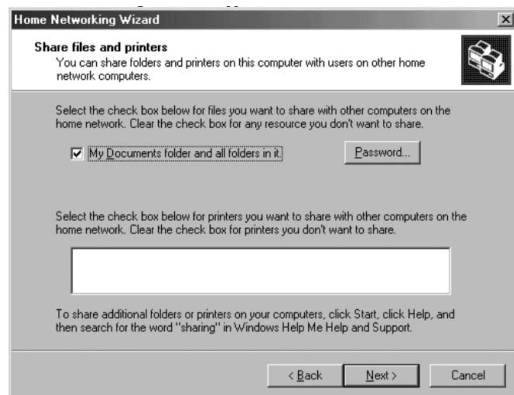 Home Networking Wizard
Share files and printers
You can share folders and printers on this computer with users on other home
network computers.
Select the check box below for files you want to share with other computers on the
home network. Clear the check box for any resource you don't want to share.
My Documents folder and all folders in it.
Password...
Select the check box below for printers you want to share with other computers on the
home network. Clear the check box for printers you don't want to share.
To share additional folders or printers on your computers, click Start, click Help, and
then search for the word "sharing" in Windows Help Me Help and Support.
< Back
Next >
Cancel